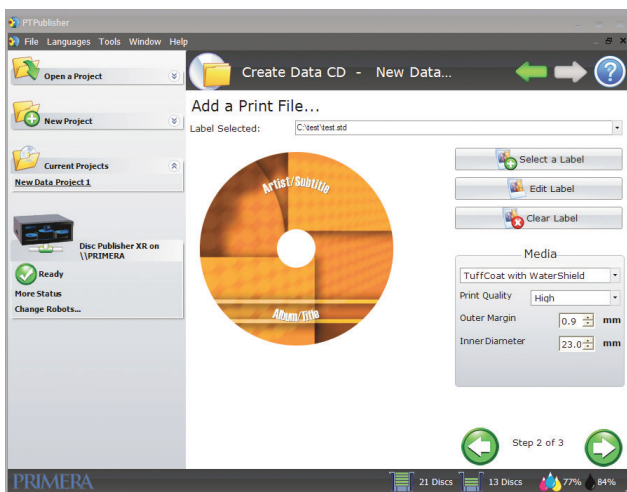 PTPublisher
File Languages Tools Window Help
Open a Project
New Project
Current Projects
New Data Project 1
Disc Publisher XR on
\\PRIMERA
Ready
More Status
Change Robots...
Create Data CD - New Data...
?
Add a Print File...
Label Selected:
C:\test\test.std
Artist/Subtitle
Album/Title
Select a Label
Edit Label
Clear Label
Media
TuffCoat with WaterShield
Print Quality High
Outer Margin 0.9 mm
InnerDiameter 23.0 mm
Step 2 of 3
PRIMERA
21 Discs 13 Discs 77% 84%